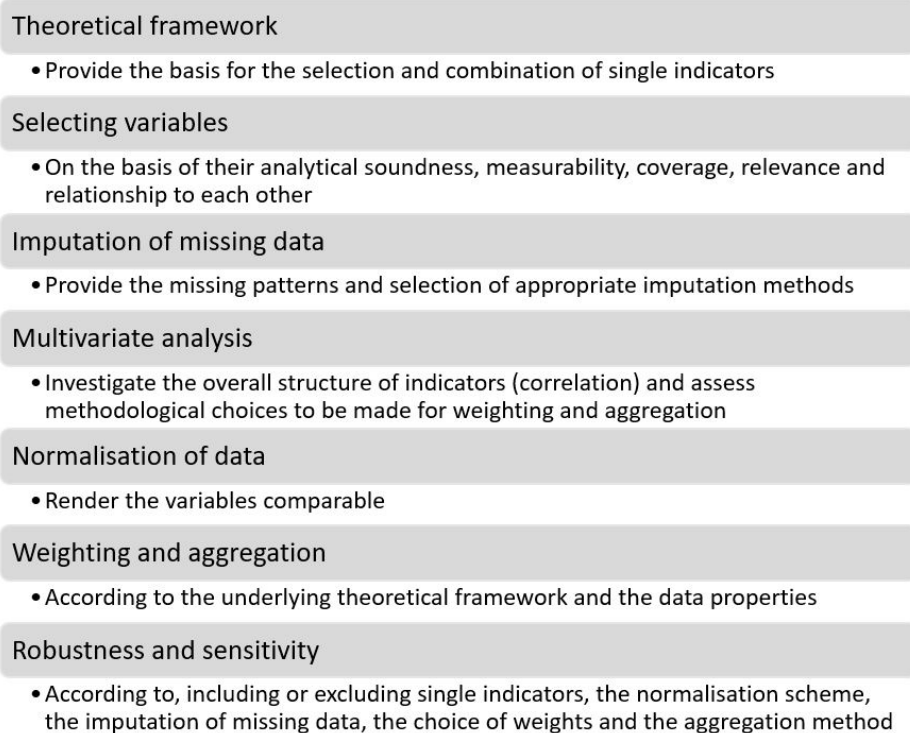 Theoretical framework
• Provide the basis for the selection and combination of single indicators
Selecting variables
• On the basis of their analytical soundness, measurability, coverage, relevance and
relationship to each other
Imputation of missing data
• Provide the missing patterns and selection of appropriate imputation methods
Multivariate analysis
• Investigate the overall structure of indicators (correlation) and assess
methodological choices to be made for weighting and aggregation
Normalisation of data
• Render the variables comparable
Weighting and aggregation
• According to the underlying theoretical framework and the data properties
Robustness and sensitivity
• According to, including or excluding single indicators, the normalisation scheme,
the imputation of missing data, the choice of weights and the aggregation method